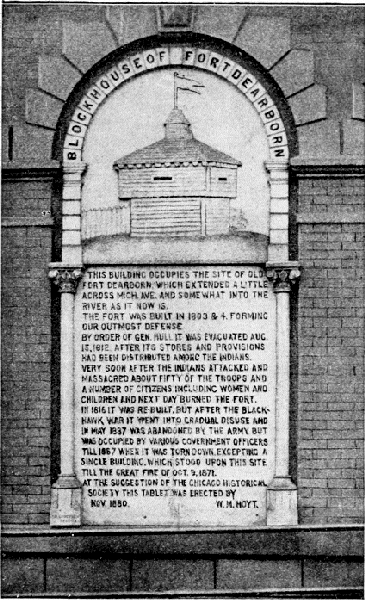 BLOCKHOUSE OF FORT DEARBORN
THIS BUILDING OCCUPIES THE SITE OF OLD
FORT DEARBORN, WHICH EXTENDED A LITTLE
ACROSS MICH. AVE. AND SOMEWHAT INTO THE
RIVER AS IT NOW IS.
THE FORT WAS BUILT IN 1803 & 4, FORMING
OUR OUTMOST DEFENSE
BY ORDER OF GEN. HULL IT WAS EVACUATED AUG.
15, 1812, AFTER ITS STORES AND PROVISIONS
HAD BEEN DISTRIBUTED AMONG THE INDIANS.
VERY SOON AFTER THE INDIANS ATTACKED AND
MASSACRED ABOUT FIFTY OF THE TROOPS AND
A NUMBER OF CITIZENS INCLUDING WOMEN AND
CHILDREN AND NEXT DAY BURNED THE FORT.
IN 1816 IT WAS RE-BUILT, BUT AFTER THE BLACK-
HAWK WAR IT WENT INTO GRADUAL DISUSE AND
IN MAY 1837 WAS ABANDONED BY THE ARMY, BUT
WAS OCCUPIED BY VARIOUS GOVERNMENT OFFICERS
TILL 1857 WHEN IT WAS TORN DOWN, EXCEPTING A
SINGLE BUILDING, WHICH STOOD UPON THIS SITE
TILL THE GREAT FIRE OF OCT. 9, 1871.
AT THE SUGGESTION OF THE CHICAGO HISTORICAL
SOCIETY THIS TABLET WAS ERECTED BY
NOV. 1880. W. M. HOYT.